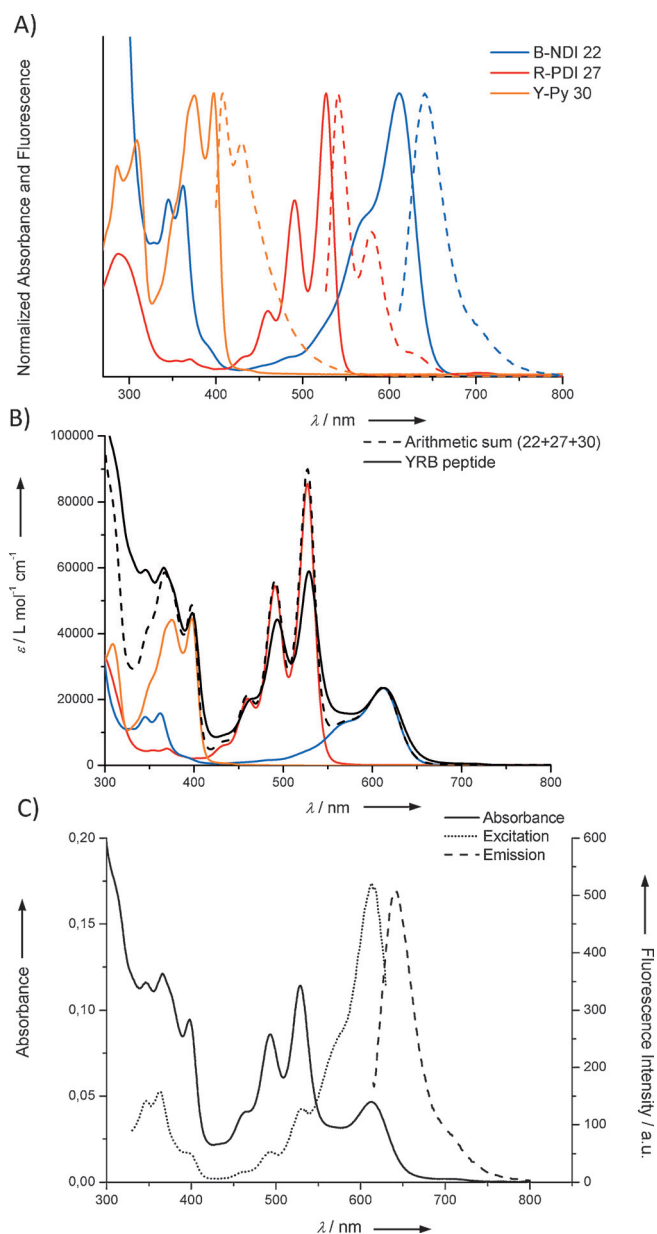 A)
B-NDI 22
R-PDI 27
Y-Py 30
Normalized Absorbance and Fluorescence
300 400 500 600 700 800
λ / nm
B)
Arithmetic sum (22+27+30)
YRB peptide
100000
80000
60000
40000
20000
0
ε / L mol⁻¹ cm⁻¹
300 400 500 600 700 800
λ / nm
C)
Absorbance
Excitation
Emission
0,20
0,15
0,10
0,05
0,00
Absorbance
600
500
400
300
200
100
0
Fluorescence Intensity / a.u.
300 400 500 600 700 800
λ / nm